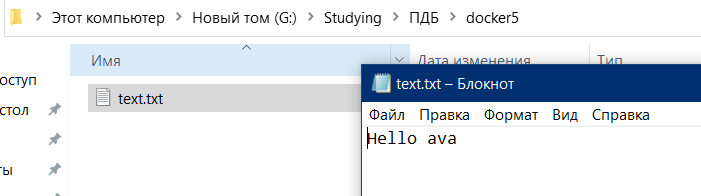 Этот компьютер > Новый том (G:) > Studying > ПДБ > docker5
Имя Дата изменения Тип
оступ
стол
text.txt
ты
text.txt – Блокнот
Файл Правка Формат Вид Справка
Hello ava